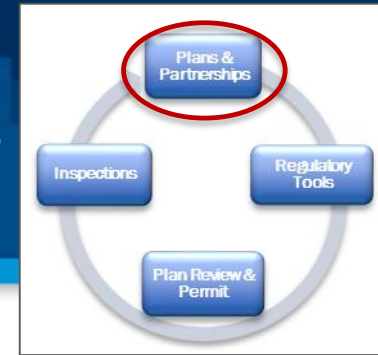 Plans &
Partnerships
Inspections
Regulatory
Tools
Plan Review &
Permit